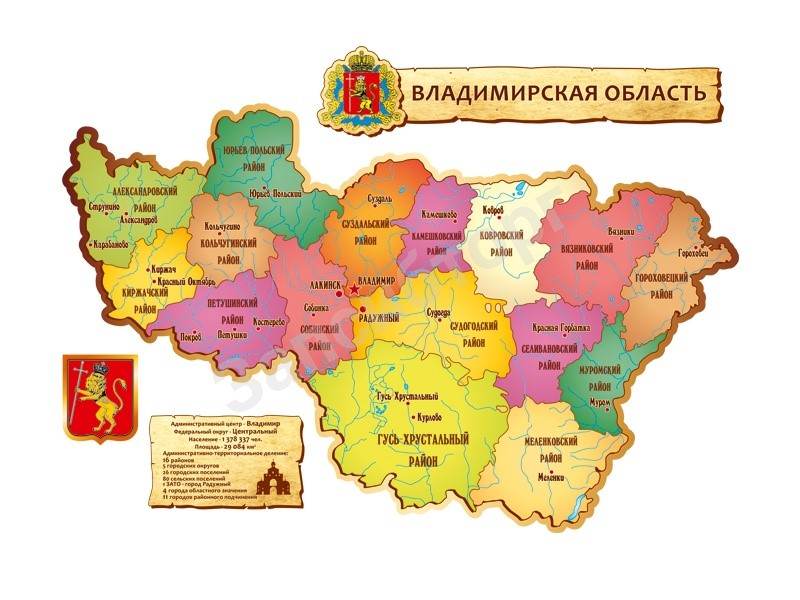 ВЛАДИМИРСКАЯ ОБЛАСТЬ
ЮРЬЕВ ПОЛЬСКИЙ
РАЙОН
Юрьев Польский
АЛЕКСАНДРОВСКИЙ
РАЙОН
Струнино
Александров
Карабаново
Кольчугино
КОЛЬЧУГИНСКИЙ
РАЙОН
Суздаль
СУЗДАЛЬСКИЙ
РАЙОН
Камешково
КАМЕШКОВСКИЙ
РАЙОН
Ковров
КОВРОВСКИЙ
РАЙОН
Вязники
ВЯЗНИКОВСКИЙ
РАЙОН
Гороховец
ГОРОХОВЕЦКИЙ
РАЙОН
Киржач
Красный Октябрь
КИРЖАЧСКИЙ
РАЙОН
ПЕТУШИНСКИЙ
РАЙОН
Костерево
Покров
Петушки
ЛАКИНСК
ВЛАДИМИР
Собинка
СОБИНСКИЙ
РАЙОН
РАДУЖНЫЙ
Судогда
СУДОГОДСКИЙ
РАЙОН
Красная Горбатка
СЕЛИВАНОВСКИЙ
РАЙОН
МУРОМСКИЙ
РАЙОН
Муром
Гусь Хрустальный
Курлово
ГУСЬ ХРУСТАЛЬНЫЙ
РАЙОН
МЕЛЕНКОВСКИЙ
РАЙОН
Меленки
Административный центр - Владимир
Федеральный округ - Центральный
Население - 1 378 337 чел.
Площадь - 29 084 км²
Административно-территориальное деление:
16 районов
5 городских округов
26 городских поселений
80 сельских поселений
1 ЗАТО - город Радужный
4 города областного значения
11 городов районного подчинения